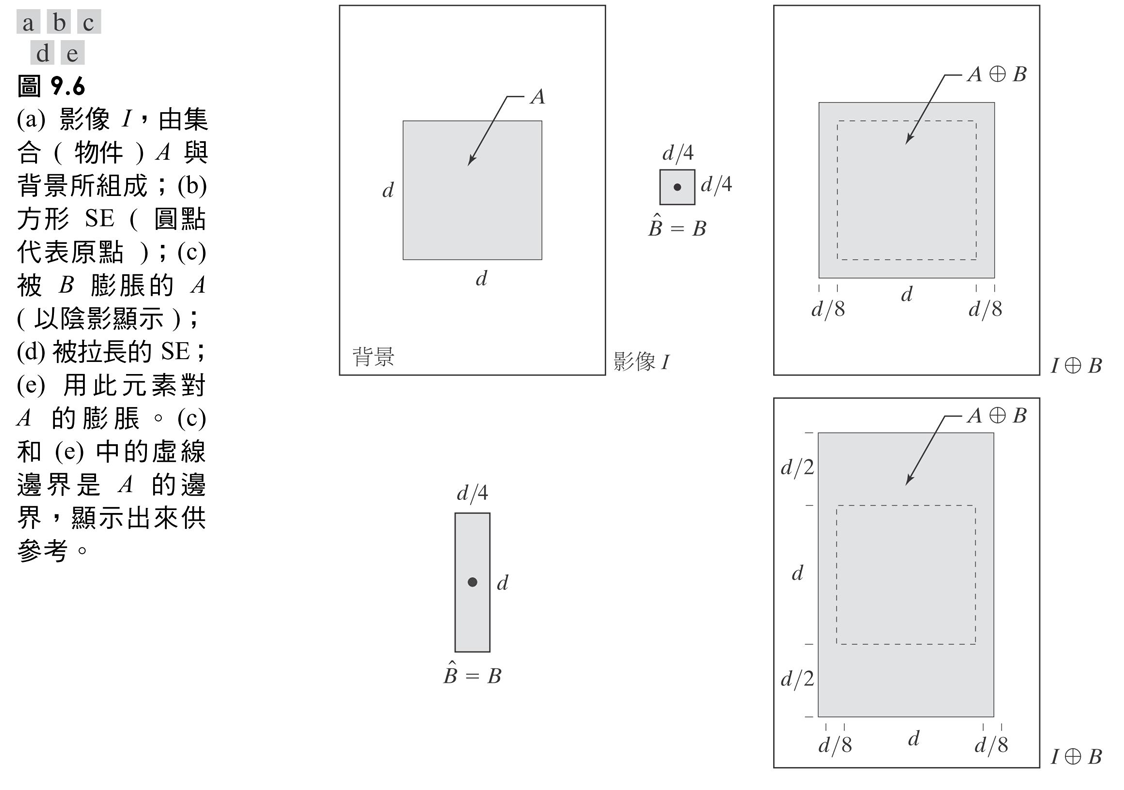 a b c
d e
圖 9.6
(a) 影像 I，由集
合 ( 物件 ) A 與
背景所組成；(b)
方形 SE ( 圓點
代表原點 )；(c)
被 B 膨脹的 A
( 以陰影顯示 )；
(d) 被拉長的 SE；
(e) 用此元素對
A 的膨脹。(c)
和 (e) 中的虛線
邊界是 A 的邊
界，顯示出來供
參考。
A
d
d
背景
影像 I
d/4
d/4
B̂ = B
A ⊕ B
d
d/8
d/8
I ⊕ B
d/4
d
B̂ = B
A ⊕ B
d/2
d
d/2
d/8
d
d/8
I ⊕ B